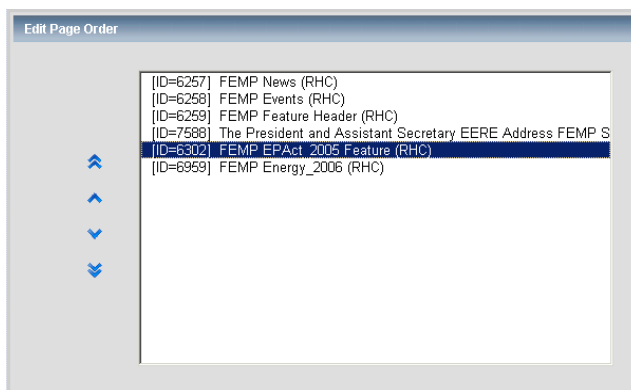 Edit Page Order
[ID=6257] FEMP News (RHC)
[ID=6258] FEMP Events (RHC)
[ID=6259] FEMP Feature Header (RHC)
[ID=7588] The President and Assistant Secretary EERE Address FEMP S
[ID=6302] FEMP EPAct_2005 Feature (RHC)
[ID=6959] FEMP Energy_2006 (RHC)